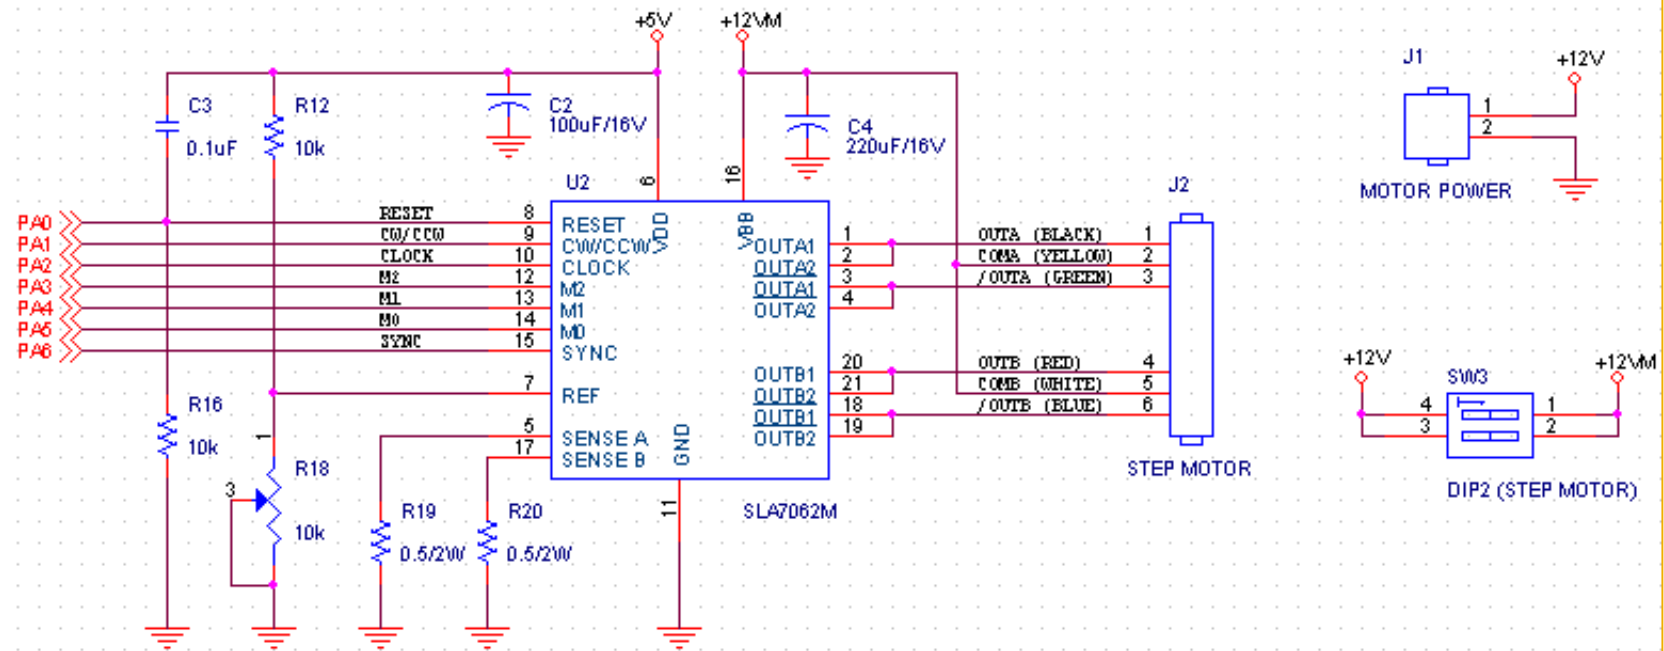 +5V
+12VM
J1
+12V
C3
0.1uF
R12
10k
C2
100uF/16V
C4
220uF/16V
1
2
MOTOR POWER
U2
6
16
J2
PA0
PA1
PA2
PA3
PA4
PA5
PA6
RESET
CW/CCW
CLOCK
M2
M1
M0
SYNC
8
9
10
12
13
14
15
7
5
17
RESET
CW/CCW
CLOCK
M2
M1
M0
SYNC
REF
SENSE A
SENSE B
VDD
VBB
GND
OUTA1
OUTA2
OUTA1
OUTA2
OUTB1
OUTB2
OUTB1
OUTB2
1
2
3
4
20
21
18
19
OUTA (BLACK)
COMA (YELLOW)
/OUTA (GREEN)
OUTB (RED)
COMB (WHITE)
/OUTB (BLUE)
1
2
3
4
5
6
STEP MOTOR
+12V
SW3
+12VM
4
3
1
2
DIP2 (STEP MOTOR)
R16
10k
1
R18
3
10k
R19
0.5/2W
R20
0.5/2W
11
SLA7062M